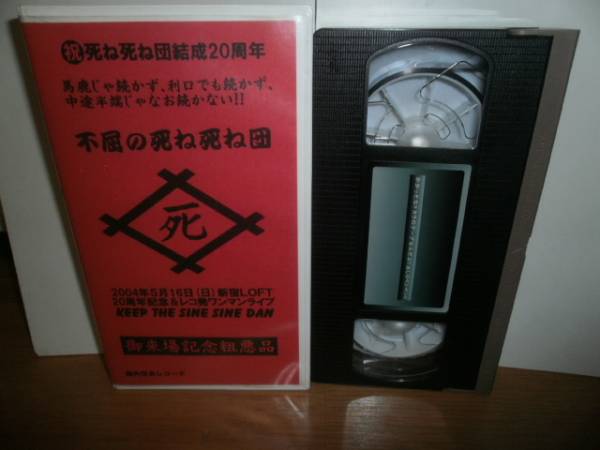 祝死ね死ね団結成20周年
馬鹿じゃ続かず、利口でも続かず、
中途半端じゃなお続かない!!
不屈の死ね死ね団
死
2004年5月16日(日)新宿LOFT
20周年記念&レコ発ワンマンライブ
KEEP THE SINE SINE DAN
御来場記念粗悪品